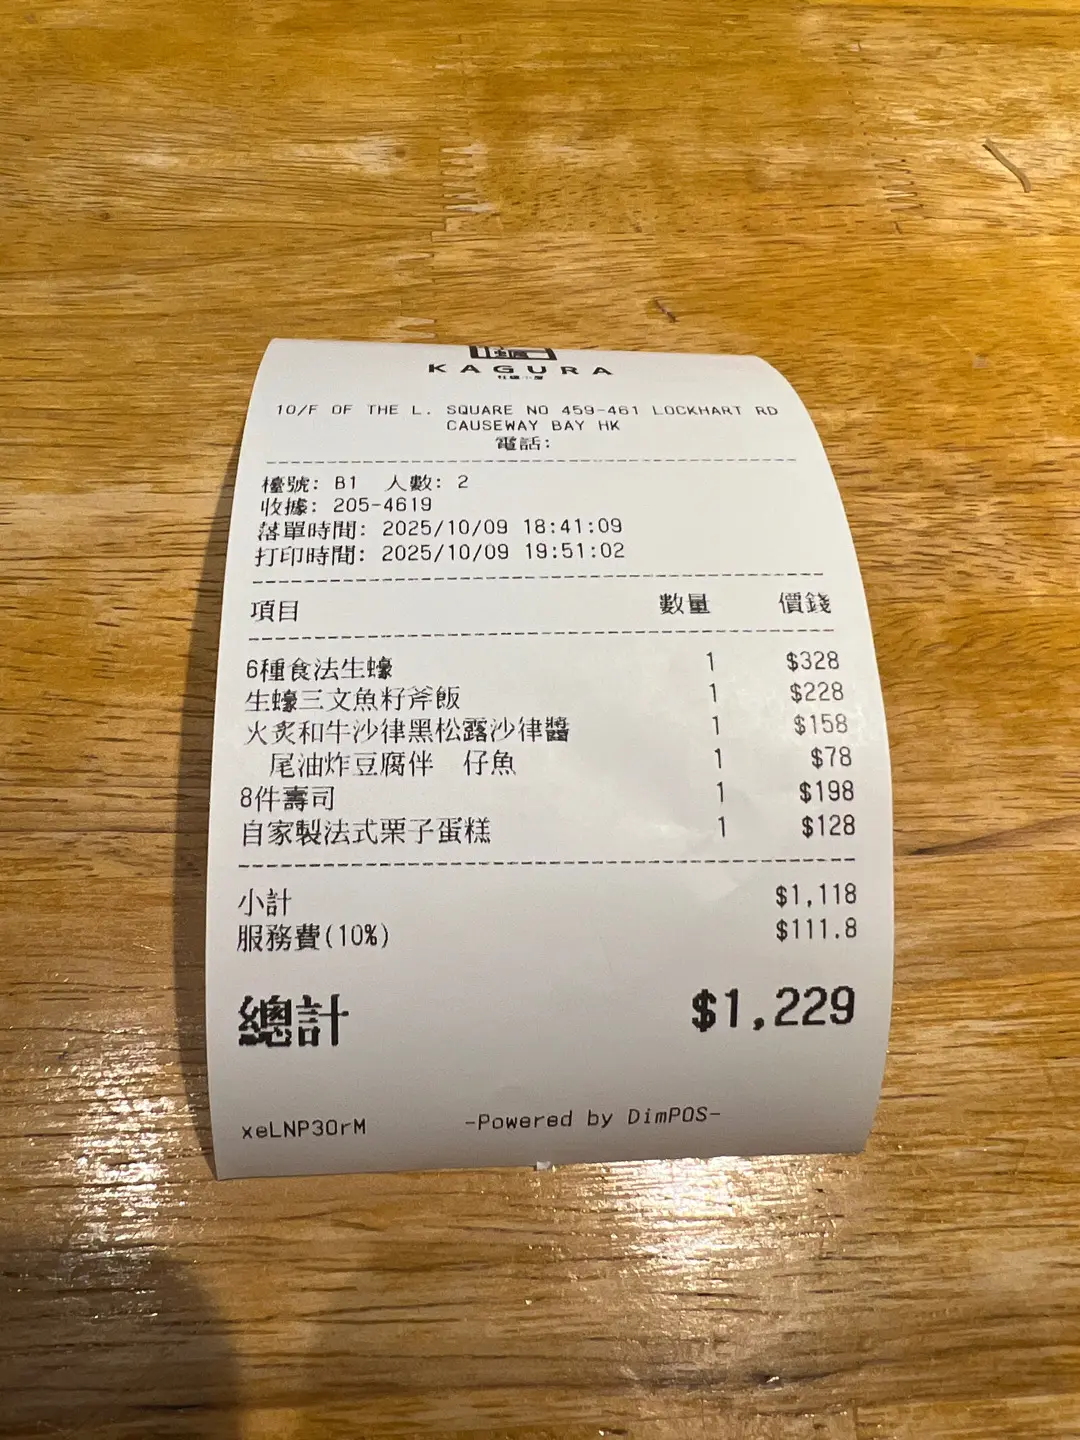 KAGURA
10/F OF THE L. SQUARE NO 459-461 LOCKHART RD
CAUSEWAY BAY HK
電話:
檯號: B1 人數: 2
收據: 205-4619
落單時間: 2025/10/09 18:41:09
打印時間: 2025/10/09 19:51:02
項目 數量 價錢
6種食法生蠔 1 $328
生蠔三文魚籽斧飯 1 $228
火炙和牛沙律黑松露沙律醬 1 $158
尾油炸豆腐伴 仔魚 1 $78
8件壽司 1 $198
自家製法式栗子蛋糕 1 $128
小計 $1,118
服務費(10%) $111.8
總計 $1,229
xeLNP30rM -Powered by DimPOS-